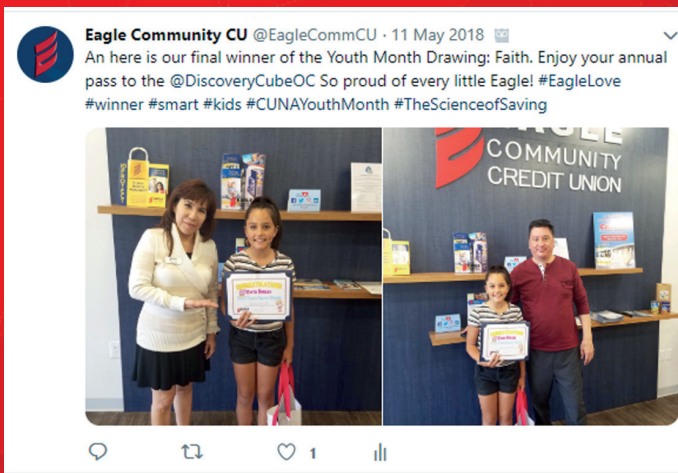 Eagle Community CU @EagleCommCU · 11 May 2018
An here is our final winner of the Youth Month Drawing: Faith. Enjoy your annual
pass to the @DiscoveryCubeOC So proud of every little Eagle! #EagleLove
#winner #smart #kids #CUNAYouthMonth #TheScienceofSaving
EAGLE
COMMUNITY
CREDIT UNION
1